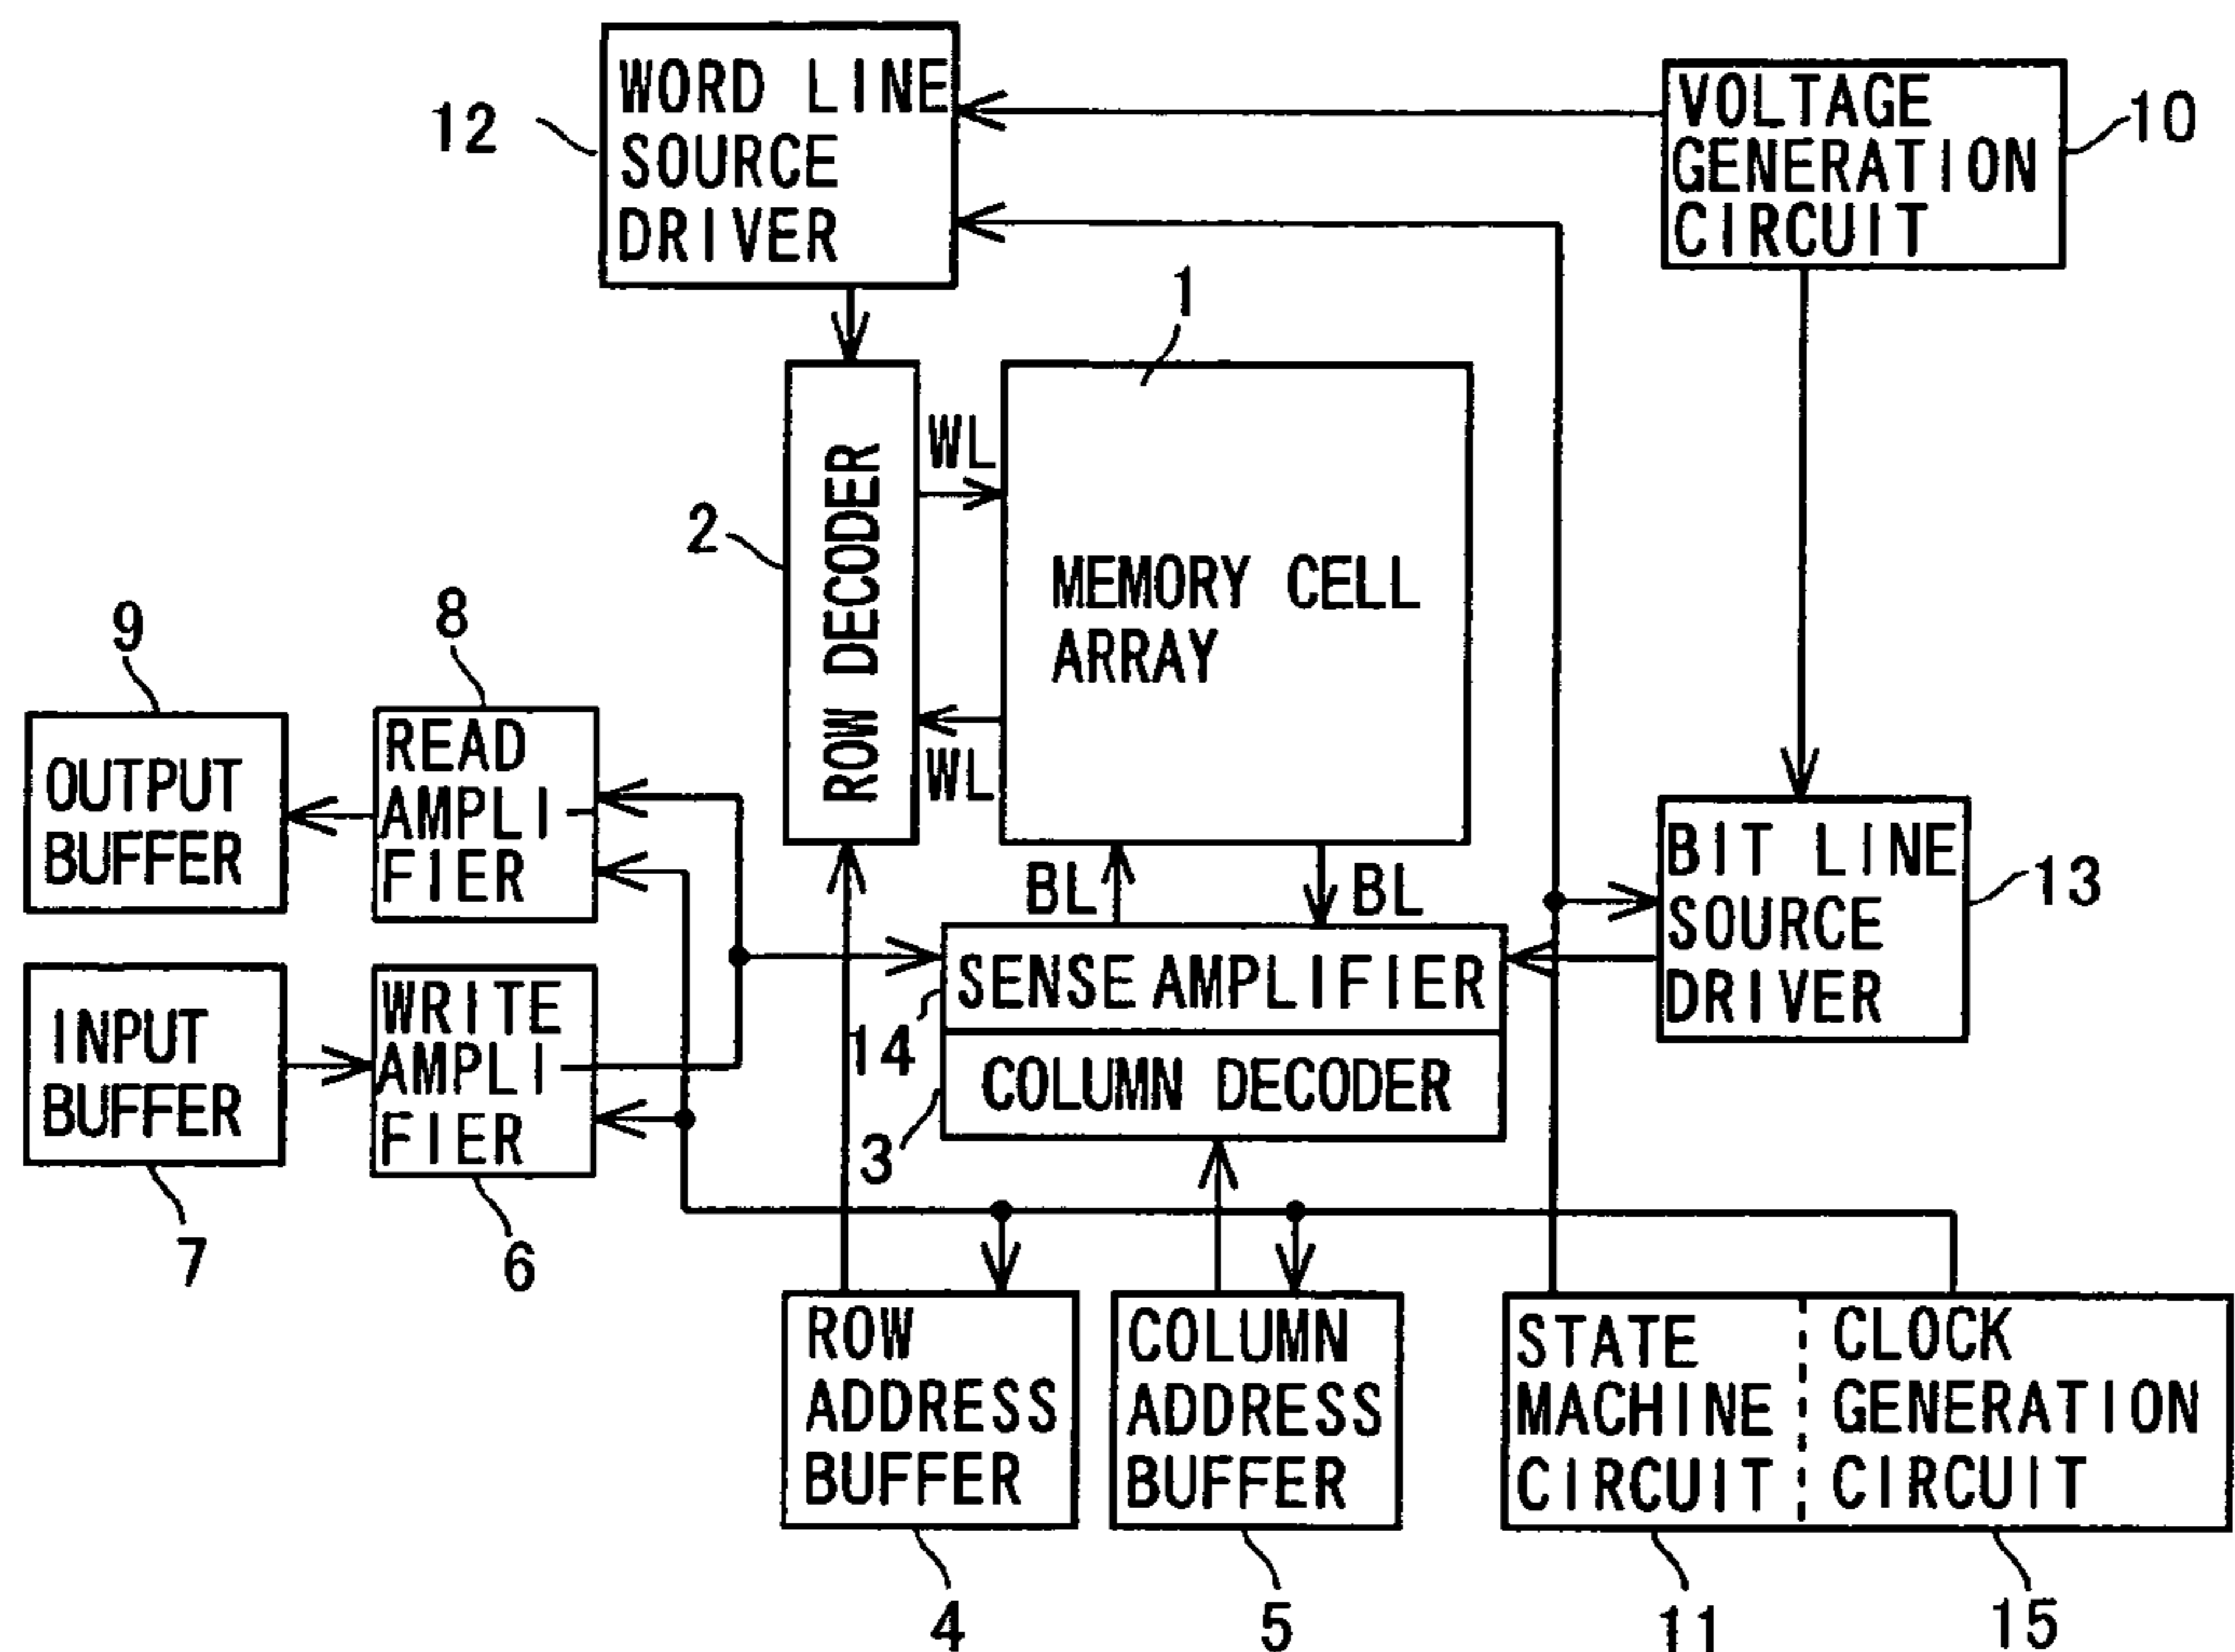 WORD LINE
SOURCE
DRIVER
12
VOLTAGE
GENERATION
CIRCUIT
10
1
2
ROW DECODER
WL
WL
MEMORY CELL
ARRAY
9
OUTPUT
BUFFER
8
READ
AMPLI-
FIER
BL
BL
BIT LINE
SOURCE
DRIVER
13
INPUT
BUFFER
7
WRITE
AMPLI-
FIER
6
SENSE AMPLIFIER
14
COLUMN DECODER
3
ROW
ADDRESS
BUFFER
4
COLUMN
ADDRESS
BUFFER
5
STATE
MACHINE
CIRCUIT
11
CLOCK
GENERATION
CIRCUIT
15